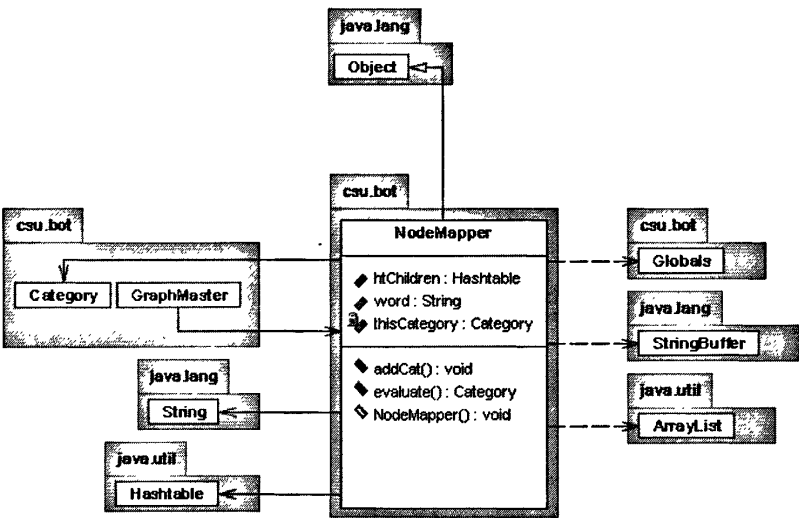 java.lang
Object
csu.bot
NodeMapper
htChildren : Hashtable
word : String
thisCategory : Category
addCat() : void
evaluate() : Category
NodeMapper() : void
csu.bot
Category
GraphMaster
java.lang
String
java.util
Hashtable
csu.bot
Globals
java.lang
StringBuffer
java.util
ArrayList